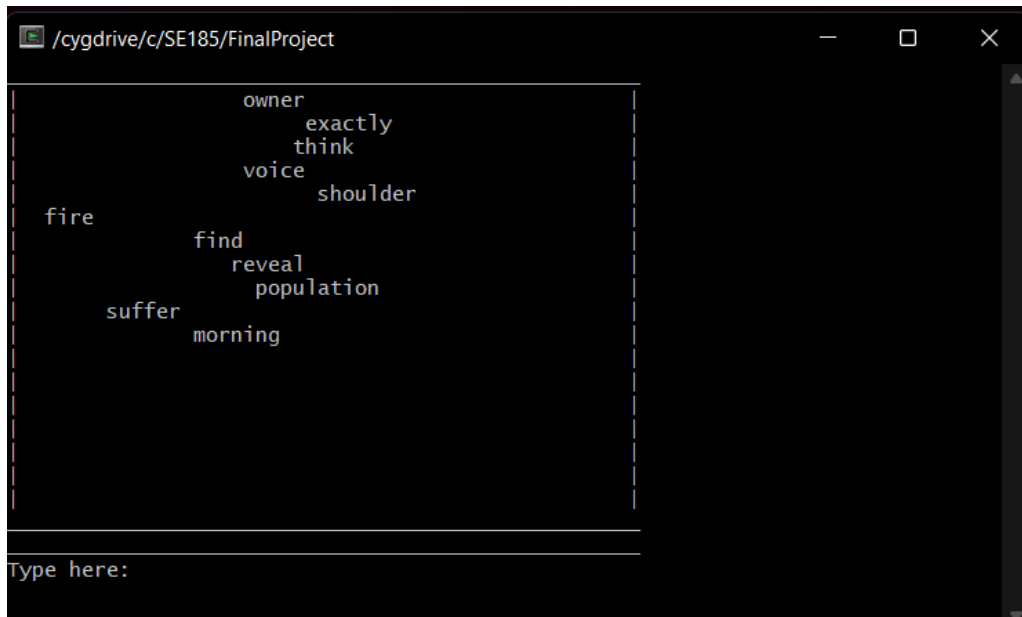 /cygdrive/c/SE185/FinalProject
owner
exactly
think
voice
shoulder
fire
find
reveal
population
suffer
morning
Type here: